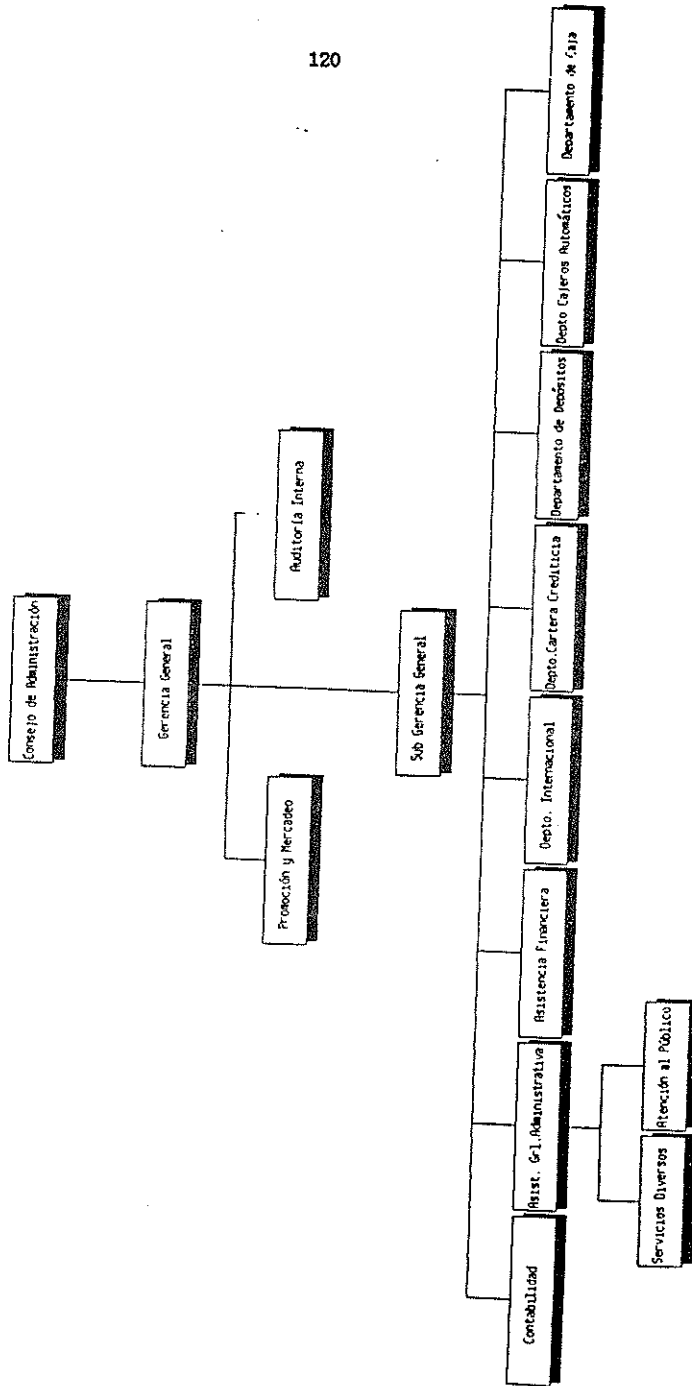 120
Consejo de Administración
Gerencia General
Promoción y Mercadeo
Auditoría Interna
Sub Gerencia General
Contabilidad
Asist. Grl.Administrativa
Asistencia Financiera
Depto. Internacional
Depto.Cartera Crediticia
Departamento de Depósitos
Depto Cajeros Automáticos
Departamento de Caja
Servicios Diversos
Atención al Público